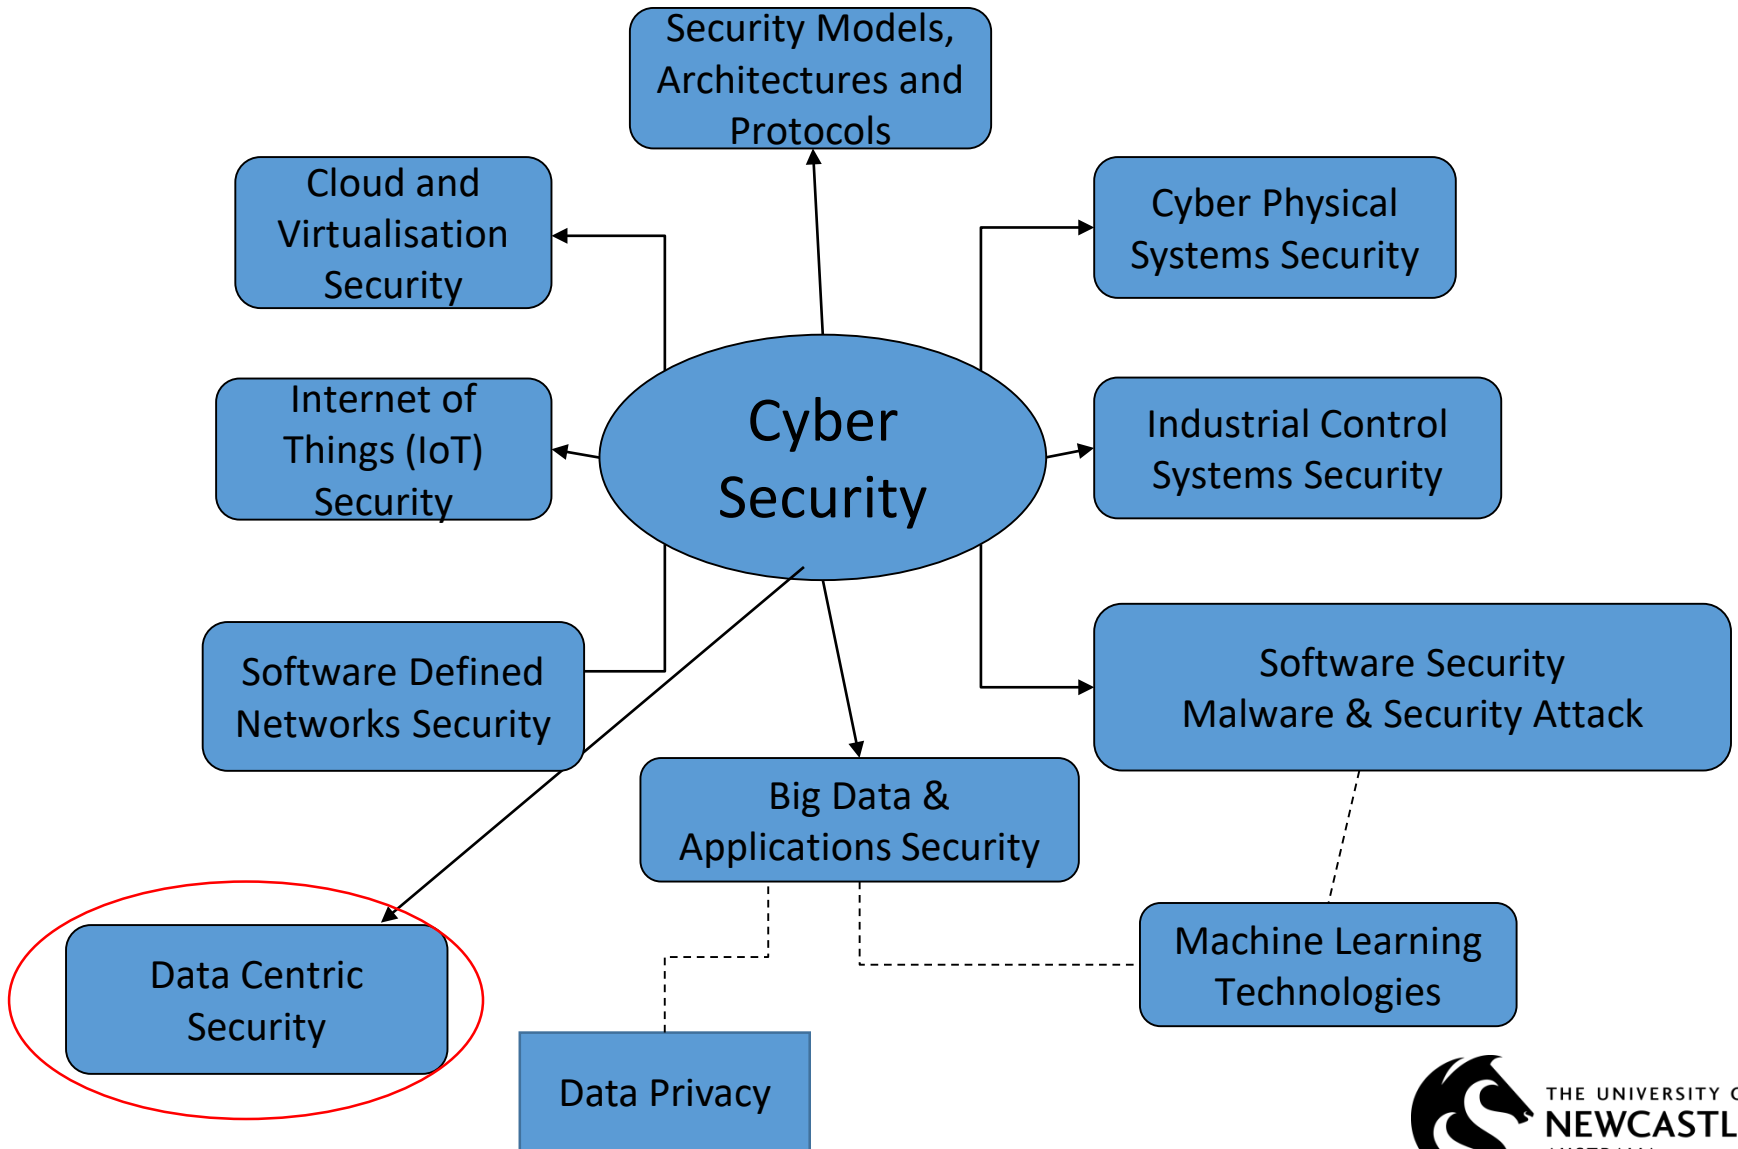 Security Models,
Architectures and
Protocols
Cloud and
Virtualisation
Security
Cyber Physical
Systems Security
Internet of
Things (IoT)
Security
Cyber
Security
Industrial Control
Systems Security
Software Defined
Networks Security
Software Security
Malware & Security Attack
Big Data &
Applications Security
Data Centric
Security
Machine Learning
Technologies
Data Privacy
THE UNIVERSITY
NEWCASTL